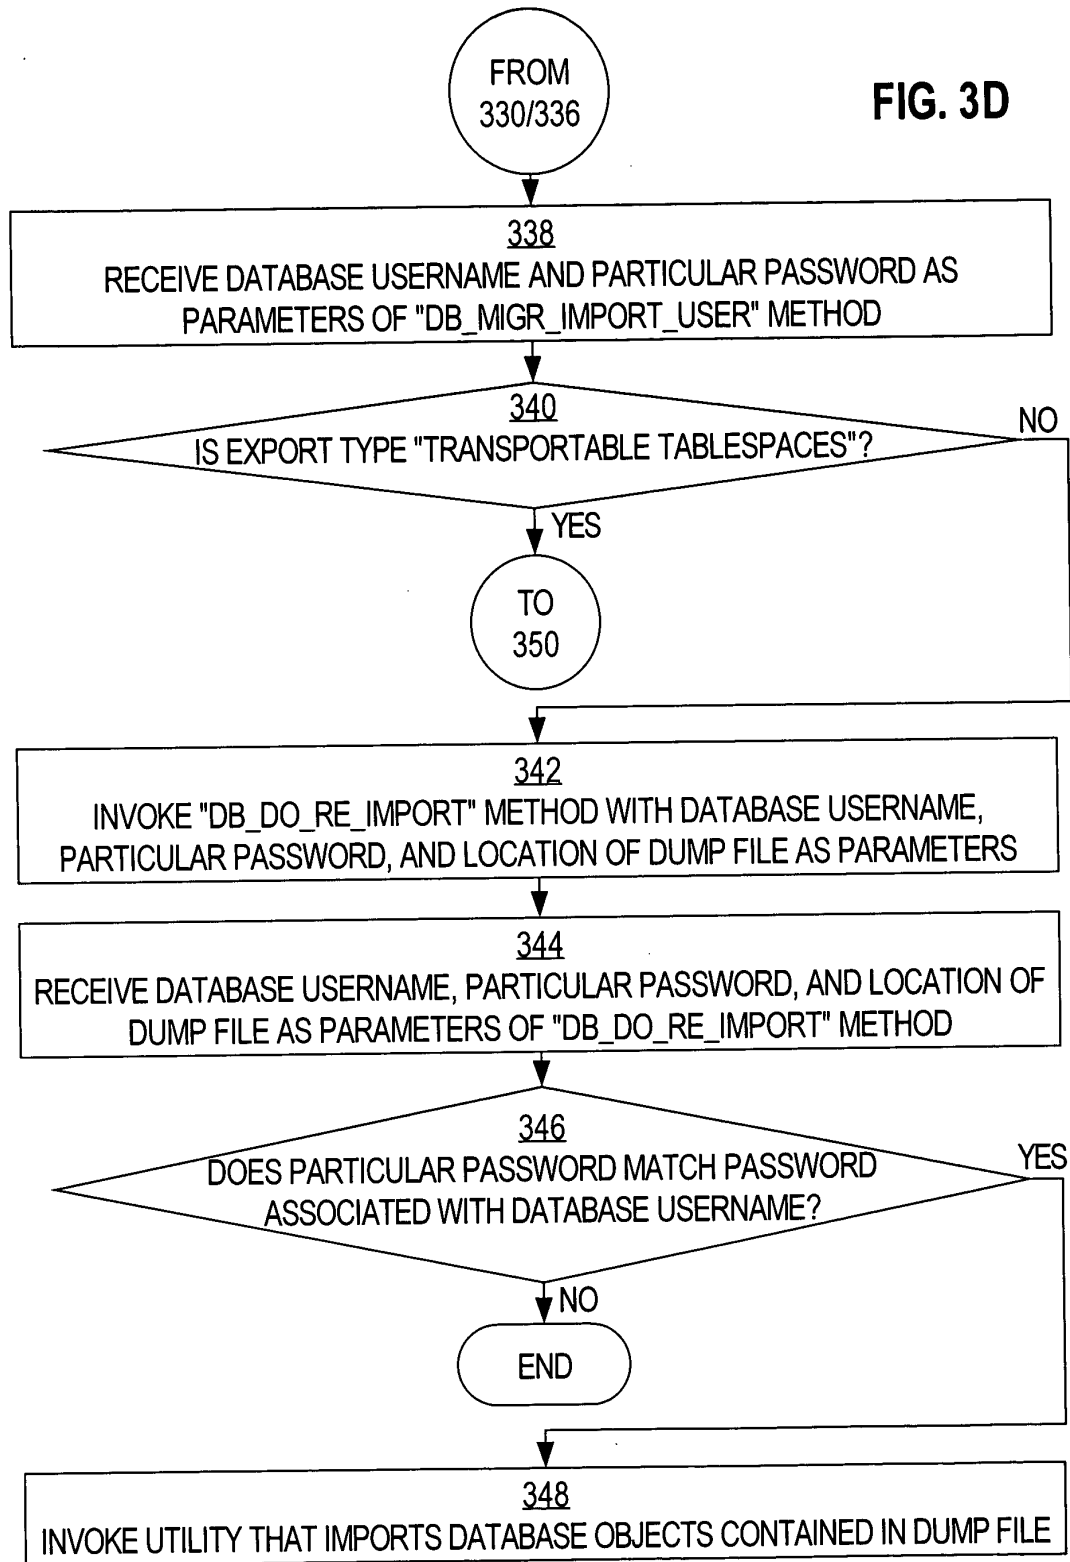 FROM
330/336
FIG. 3D
338
RECEIVE DATABASE USERNAME AND PARTICULAR PASSWORD AS
PARAMETERS OF "DB_MIGR_IMPORT_USER" METHOD
340
IS EXPORT TYPE "TRANSPORTABLE TABLESPACES"?
NO
YES
TO
350
342
INVOKE "DB_DO_RE_IMPORT" METHOD WITH DATABASE USERNAME,
PARTICULAR PASSWORD, AND LOCATION OF DUMP FILE AS PARAMETERS
344
RECEIVE DATABASE USERNAME, PARTICULAR PASSWORD, AND LOCATION OF
DUMP FILE AS PARAMETERS OF "DB_DO_RE_IMPORT" METHOD
346
DOES PARTICULAR PASSWORD MATCH PASSWORD
ASSOCIATED WITH DATABASE USERNAME?
YES
NO
END
348
INVOKE UTILITY THAT IMPORTS DATABASE OBJECTS CONTAINED IN DUMP FILE